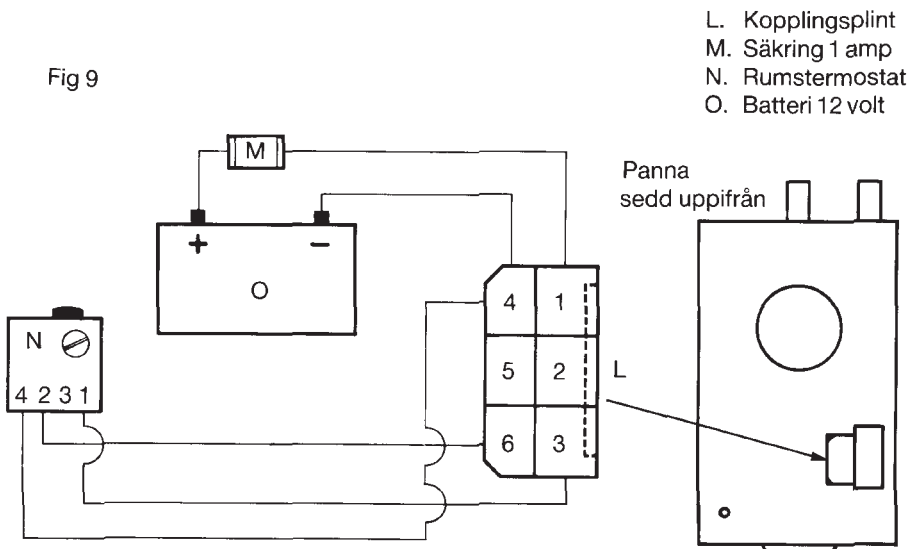 L. Kopplingsplint
M. Säkring 1 amp
N. Rumstermostat
O. Batteri 12 volt
Fig 9
M
Panna
sedd uppifrån
+ −
O
4 1
N
5 2
L
4 2 3 1
6 3